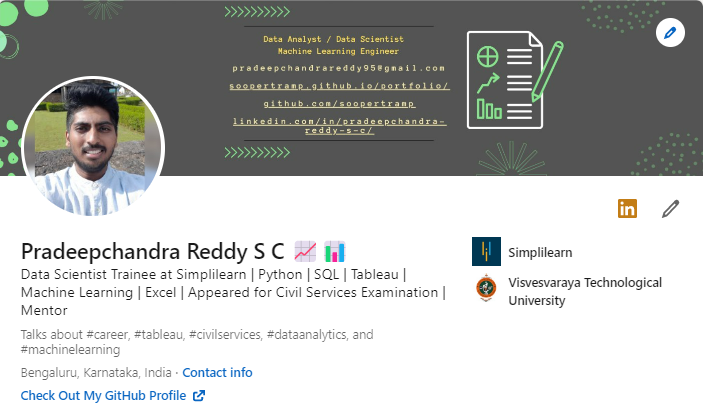 Data Analyst / Data Scientist
Machine Learning Engineer
pradeepchandrareddy95@gmail.com
soopertramp.github.io/portfolio/
github.com/soopertramp
linkedin.com/in/pradeepchandra-
reddy-s-c/
in
Pradeepchandra Reddy S C
Data Scientist Trainee at Simplilearn | Python | SQL | Tableau |
Machine Learning | Excel | Appeared for Civil Services Examination |
Mentor
Talks about #career, #tableau, #civilservices, #dataanalytics, and
#machinelearning
Bengaluru, Karnataka, India · Contact info
Check Out My GitHub Profile
Simplilearn
Visvesvaraya Technological
University